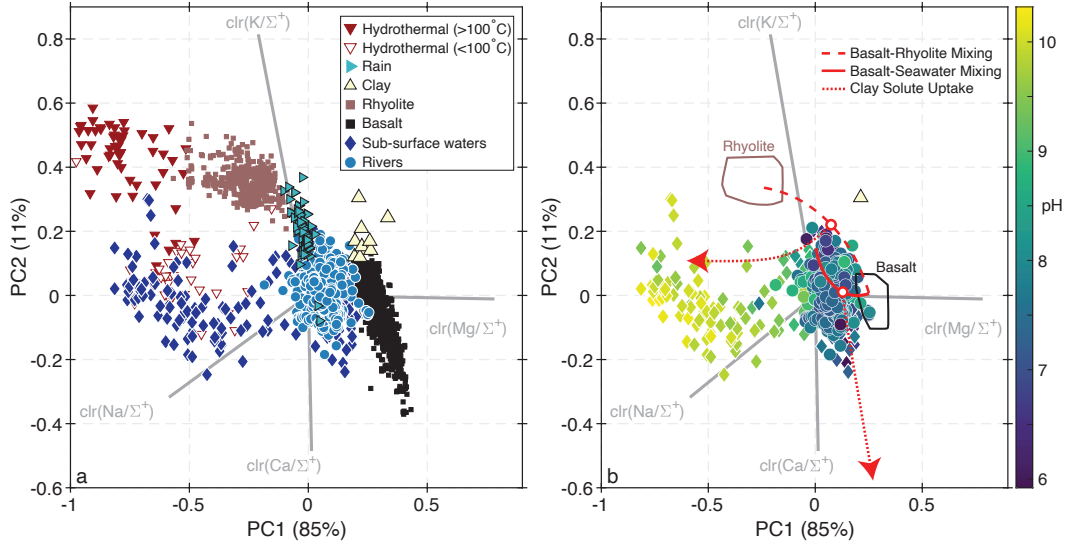 clr(K/Σ⁺)
Hydrothermal (>100°C)
Hydrothermal (<100°C)
Rain
Clay
Rhyolite
Basalt
Sub-surface waters
Rivers
clr(Mg/Σ⁺)
clr(Na/Σ⁺)
clr(Ca/Σ⁺)
a
0.8
0.6
0.4
0.2
0
-0.2
-0.4
-0.6
PC2 (11%)
-1
-0.5
0
0.5
PC1 (85%)
clr(K/Σ⁺)
Basalt-Rhyolite Mixing
Basalt-Seawater Mixing
Clay Solute Uptake
Rhyolite
Basalt
clr(Mg/Σ⁺)
clr(Na/Σ⁺)
clr(Ca/Σ⁺)
b
0.8
0.6
0.4
0.2
0
-0.2
-0.4
-0.6
PC2 (11%)
-1
-0.5
0
0.5
PC1 (85%)
10
9
pH
8
7
6